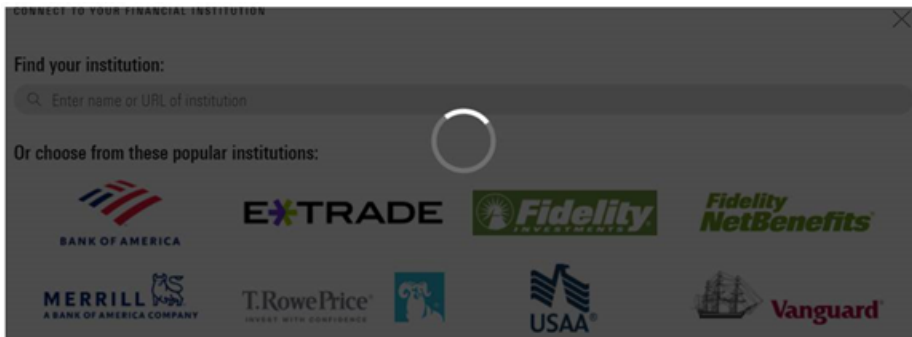 CONNECT TO YOUR FINANCIAL INSTITUTION
Find your institution:
Enter name or URL of institution
Or choose from these popular institutions:
BANK OF AMERICA
E*TRADE
Fidelity
INVESTMENTS
Fidelity
NetBenefits
MERRILL
A BANK OF AMERICA COMPANY
T.RowePrice
INVEST WITH CONFIDENCE
USAA®
Vanguard®